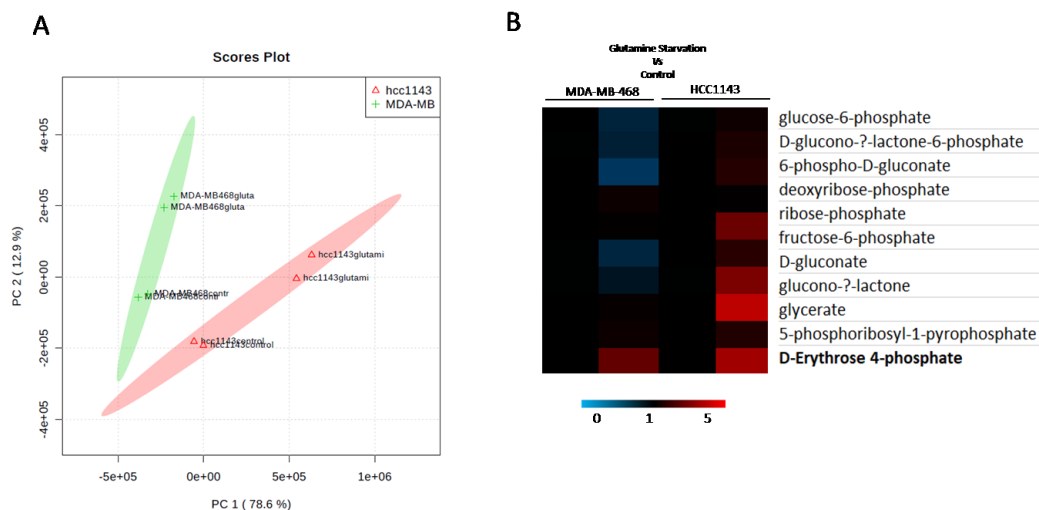 A
Scores Plot
hcc1143
MDA-MB
MDA-MB468gluta
MDA-MB468gluta
MDA-MB468contr
MDA-MB468contr
hcc1143glutami
hcc1143glutami
hcc1143control
hcc1143control
4e+05
2e+05
0e+00
-2e+05
-4e+05
PC 2 ( 12.9 %)
-5e+05 0e+00 5e+05 1e+06
PC 1 ( 78.6 %)
B
Glutamine Starvation
Vs
Control
MDA-MB-468 HCC1143
glucose-6-phosphate
D-glucono-?-lactone-6-phosphate
6-phospho-D-gluconate
deoxyribose-phosphate
ribose-phosphate
fructose-6-phosphate
D-gluconate
glucono-?-lactone
glycerate
5-phosphoribosyl-1-pyrophosphate
D-Erythrose 4-phosphate
0 1 5